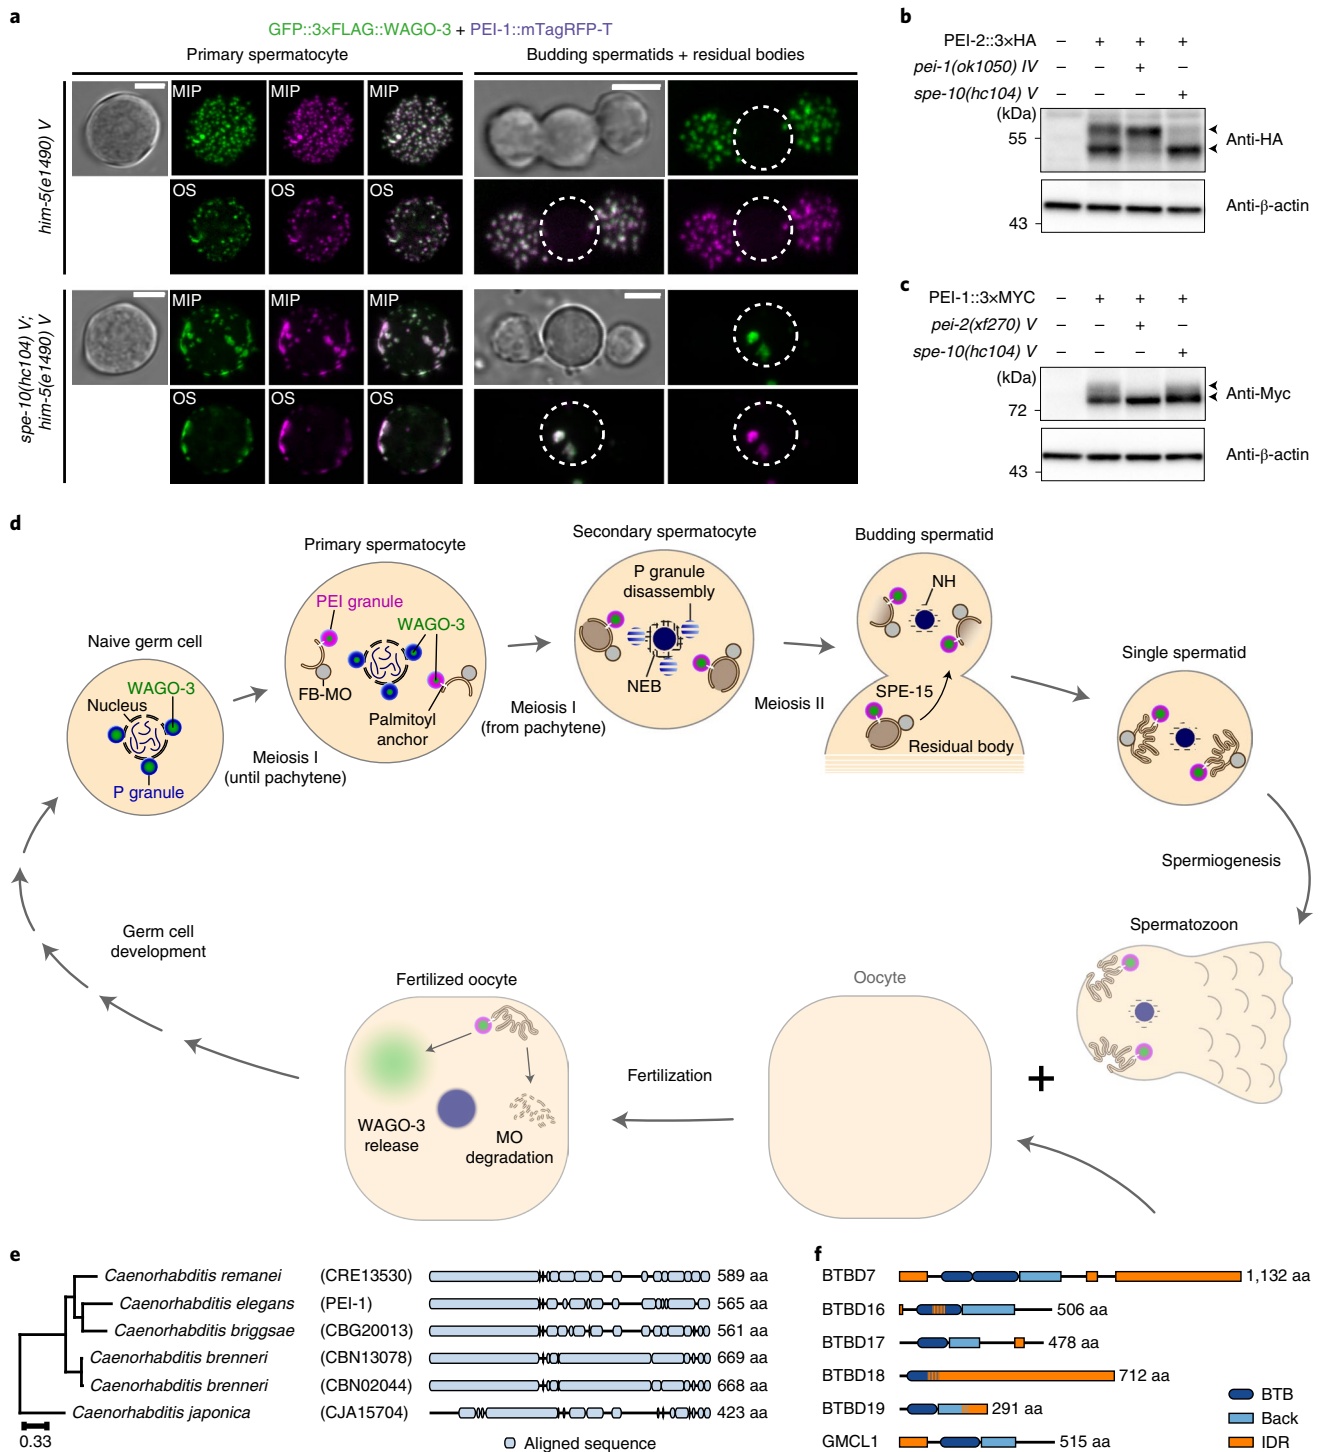 a
GFP::3×FLAG::WAGO-3 + PEI-1::mTagRFP-T
Primary spermatocyte
Budding spermatids + residual bodies
him-5(e1490) V
MIP
MIP
MIP
OS
OS
OS
spe-10(hc104) V;
him-5(e1490) V
MIP
MIP
MIP
OS
OS
OS
b
PEI-2::3×HA – + + +
pei-1(ok1050) IV – – + –
spe-10(hc104) V – – – +
(kDa)
55
Anti-HA
Anti-β-actin
43
c
PEI-1::3×MYC – + + +
pei-2(xf270) V – – + –
spe-10(hc104) V – – – +
(kDa)
Anti-Myc
72
Anti-β-actin
43
d
Naive germ cell
WAGO-3
Nucleus
P granule
Meiosis I
(until pachytene)
Primary spermatocyte
PEI granule
WAGO-3
FB-MO
Palmitoyl
anchor
Meiosis I
(from pachytene)
Secondary spermatocyte
P granule
disassembly
NEB
Meiosis II
Budding spermatid
NH
SPE-15
Residual body
Single spermatid
Spermiogenesis
Spermatozoon
+
Oocyte
Fertilization
Fertilized oocyte
WAGO-3
release
MO
degradation
Germ cell
development
e
Caenorhabditis remanei (CRE13530) 589 aa
Caenorhabditis elegans (PEI-1) 565 aa
Caenorhabditis briggsae (CBG20013) 561 aa
Caenorhabditis brenneri (CBN13078) 669 aa
Caenorhabditis brenneri (CBN02044) 668 aa
Caenorhabditis japonica (CJA15704) 423 aa
0.33
Aligned sequence
f
BTBD7 1,132 aa
BTBD16 506 aa
BTBD17 478 aa
BTBD18 712 aa
BTBD19 291 aa
GMCL1 515 aa
BTB
Back
IDR